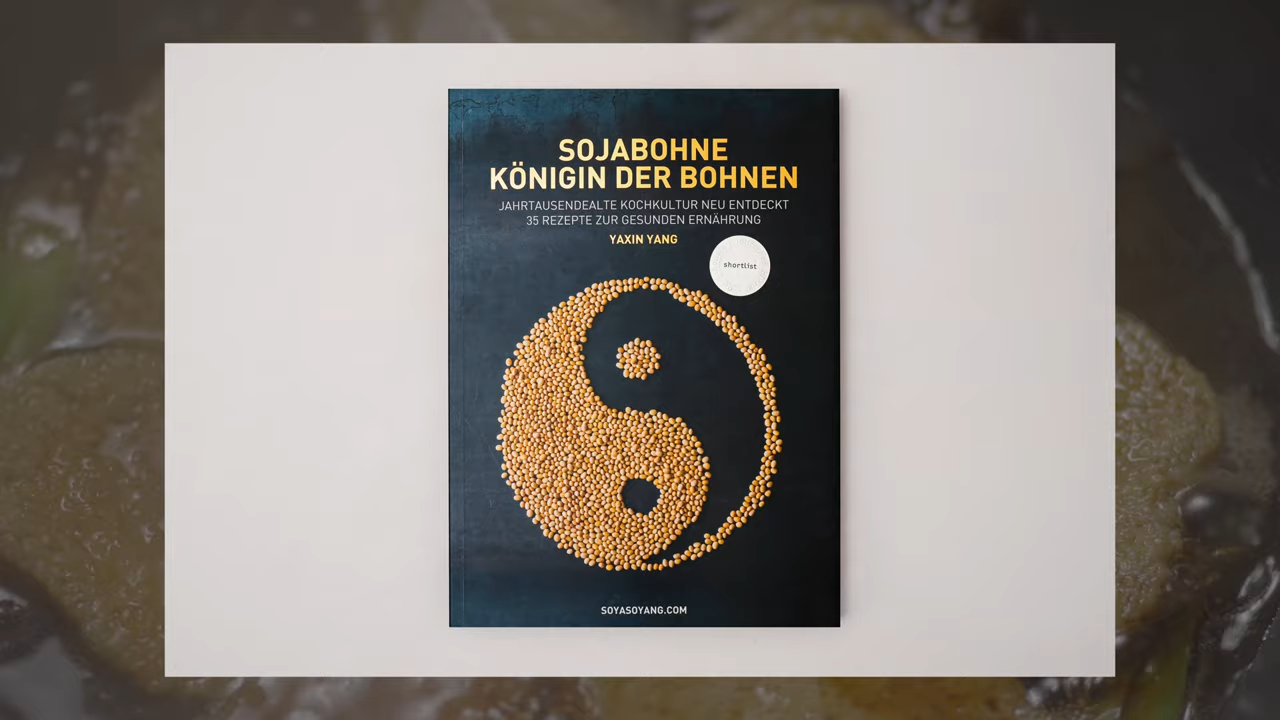 SOJABOHNE
KÖNIGIN DER BOHNEN
JAHRTAUSENDEALTE KOCHKULTUR NEU ENTDECKT
35 REZEPTE ZUR GESUNDEN ERNÄHRUNG
YAXIN YANG
shortlist
SOYASOYANG.COM